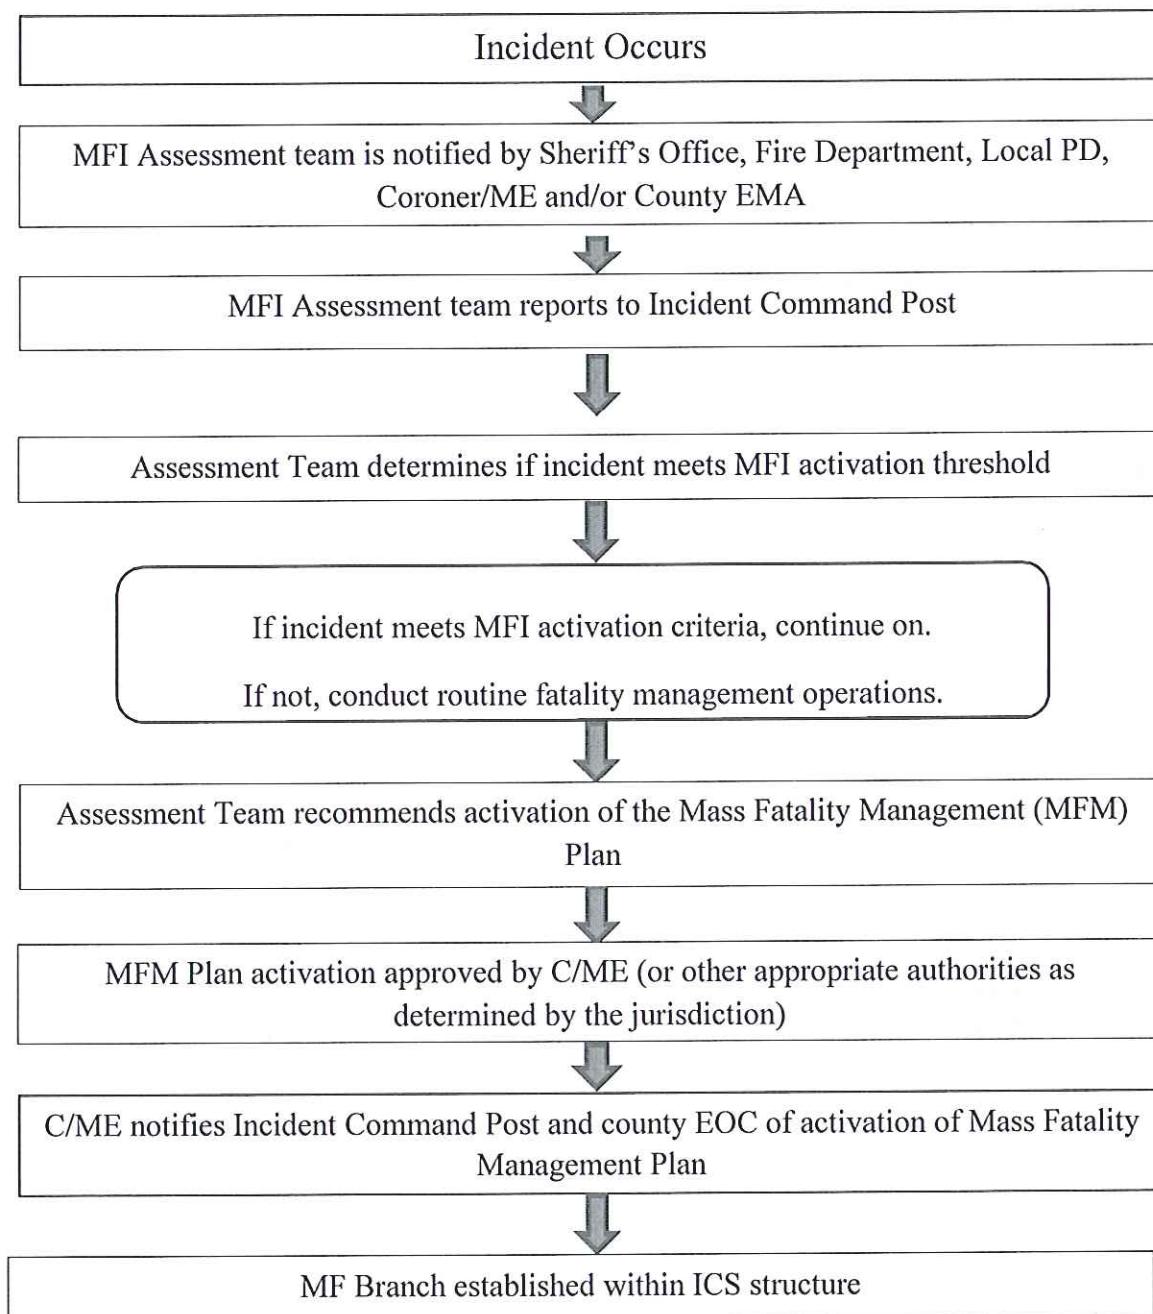 Incident Occurs
MFI Assessment team is notified by Sheriff's Office, Fire Department, Local PD,
Coroner/ME and/or County EMA
MFI Assessment team reports to Incident Command Post
Assessment Team determines if incident meets MFI activation threshold
If incident meets MFI activation criteria, continue on.
If not, conduct routine fatality management operations.
Assessment Team recommends activation of the Mass Fatality Management (MFM)
Plan
MFM Plan activation approved by C/ME (or other appropriate authorities as
determined by the jurisdiction)
C/ME notifies Incident Command Post and county EOC of activation of Mass Fatality
Management Plan
MF Branch established within ICS structure